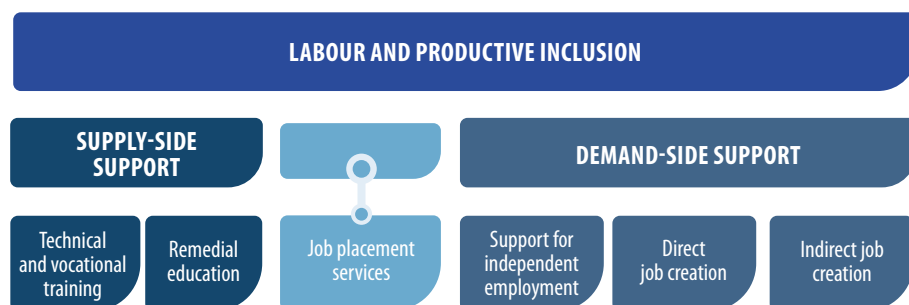 LABOUR AND PRODUCTIVE INCLUSION
SUPPLY-SIDE
SUPPORT
DEMAND-SIDE SUPPORT
Technical
and vocational
training
Remedial
education
Job placement
services
Support for
independent
employment
Direct
job creation
Indirect job
creation